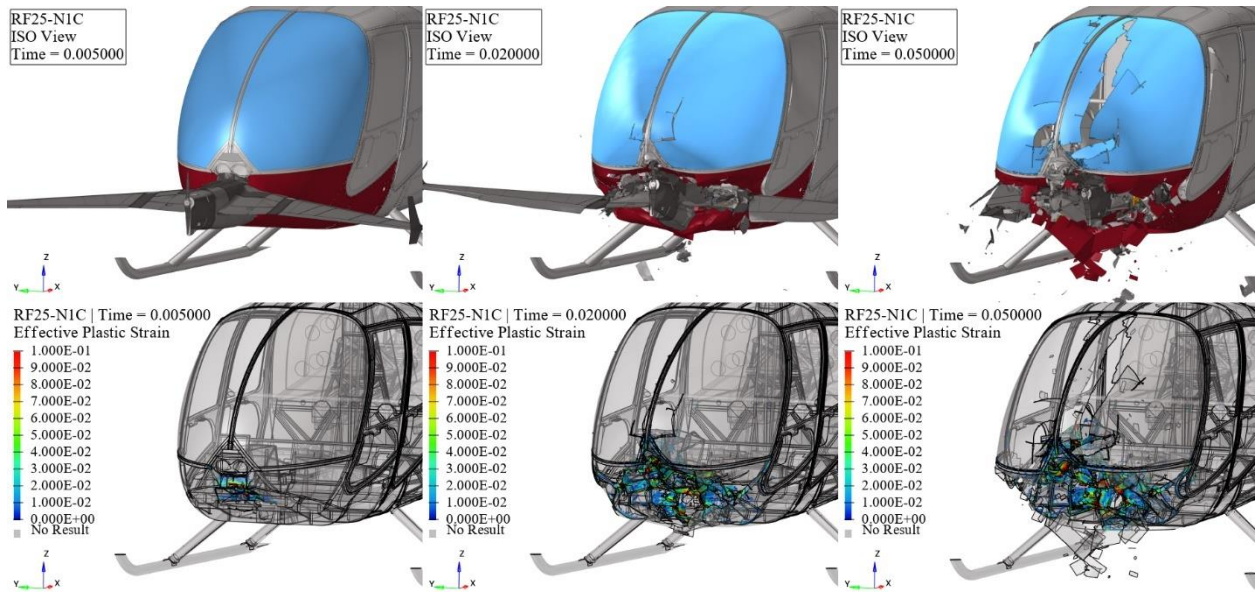 RF25-N1C
ISO View
Time = 0.005000
Z
Y
X
RF25-N1C
ISO View
Time = 0.020000
Z
Y
X
RF25-N1C
ISO View
Time = 0.050000
Z
Y
X
RF25-N1C | Time = 0.005000
Effective Plastic Strain
1.000E-01
9.000E-02
8.000E-02
7.000E-02
6.000E-02
5.000E-02
4.000E-02
3.000E-02
2.000E-02
1.000E-02
0.000E+00
No Result
Z
Y
X
RF25-N1C | Time = 0.020000
Effective Plastic Strain
1.000E-01
9.000E-02
8.000E-02
7.000E-02
6.000E-02
5.000E-02
4.000E-02
3.000E-02
2.000E-02
1.000E-02
0.000E+00
No Result
Z
Y
X
RF25-N1C | Time = 0.050000
Effective Plastic Strain
1.000E-01
9.000E-02
8.000E-02
7.000E-02
6.000E-02
5.000E-02
4.000E-02
3.000E-02
2.000E-02
1.000E-02
0.000E+00
No Result
Z
Y
X